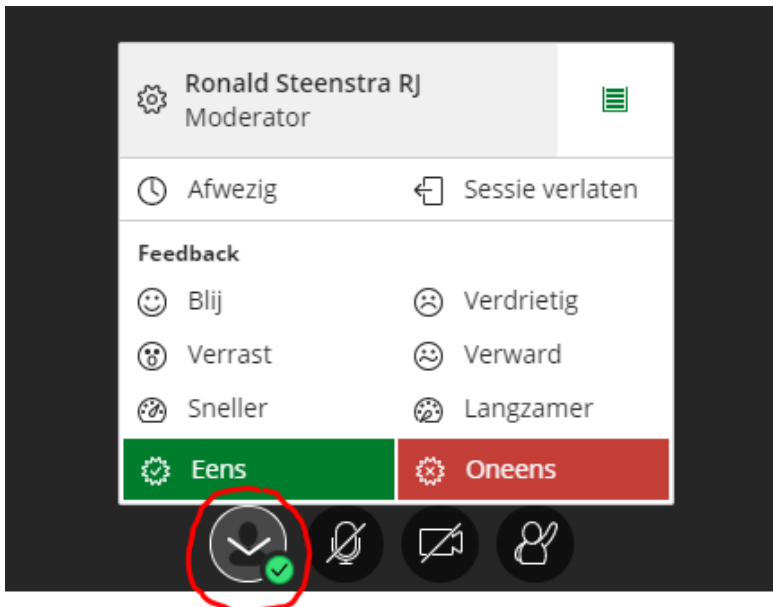 Ronald Steenstra RJ
Moderator
Afwezig Sessie verlaten
Feedback
Blij Verdrietig
Verrast Verward
Sneller Langzamer
Eens Oneens